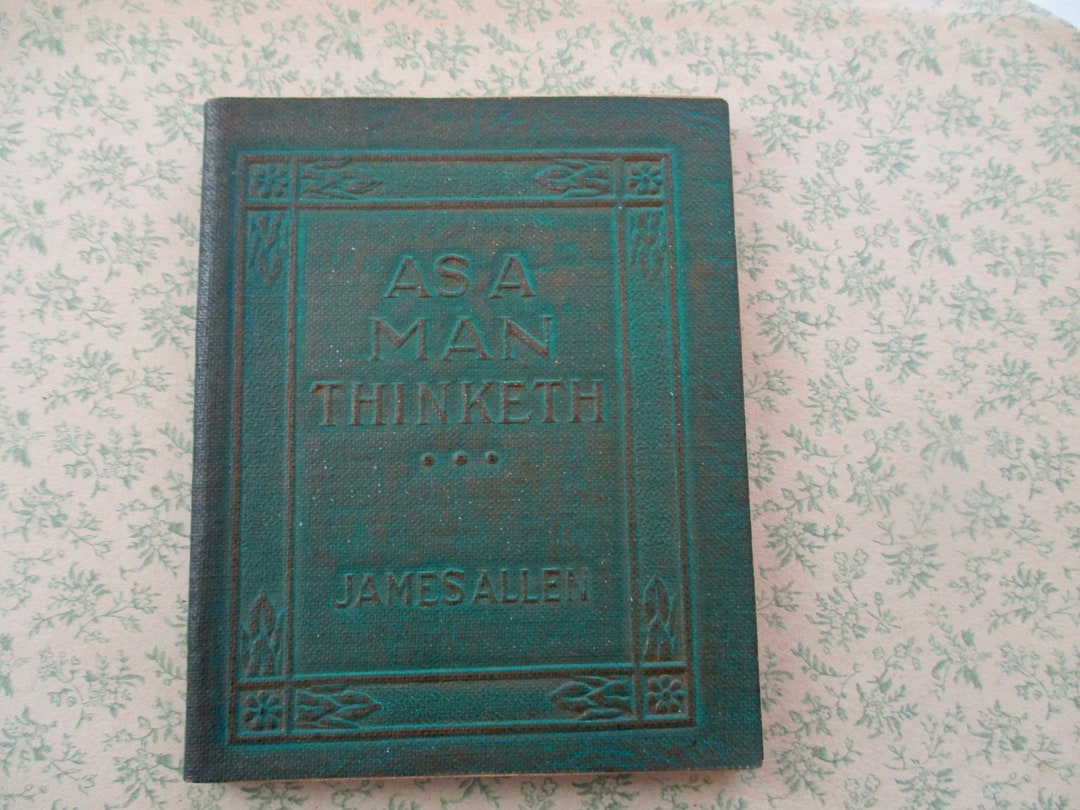 AS A
MAN
THINKETH
...
JAMES ALLEN